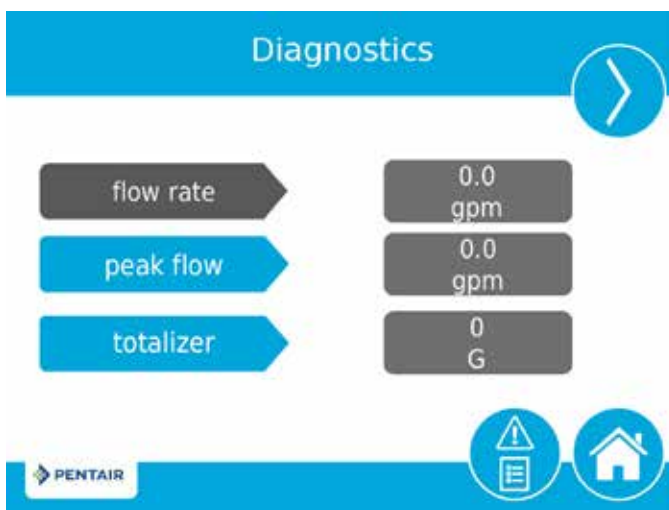 Diagnostics
flow rate
0.0
gpm
peak flow
0.0
gpm
totalizer
0
G
PENTAIR